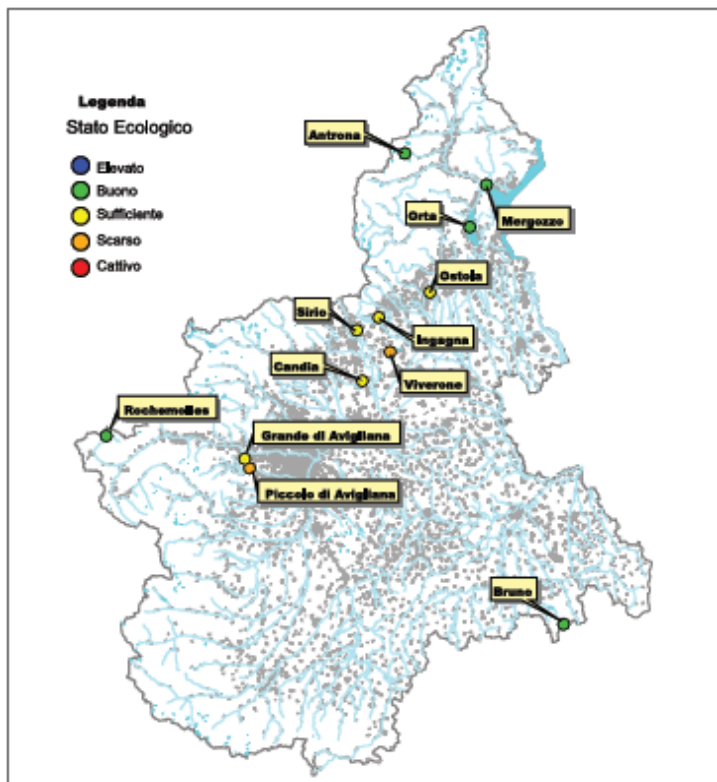 Legenda
Stato Ecologico
Elevato
Buono
Sufficiente
Scarso
Cattivo
Antrona
Mergozzo
Orta
Ostola
Sirio
Ingagna
Candia
Viverone
Rochemolles
Grande di Avigliana
Piccolo di Avigliana
Bruno